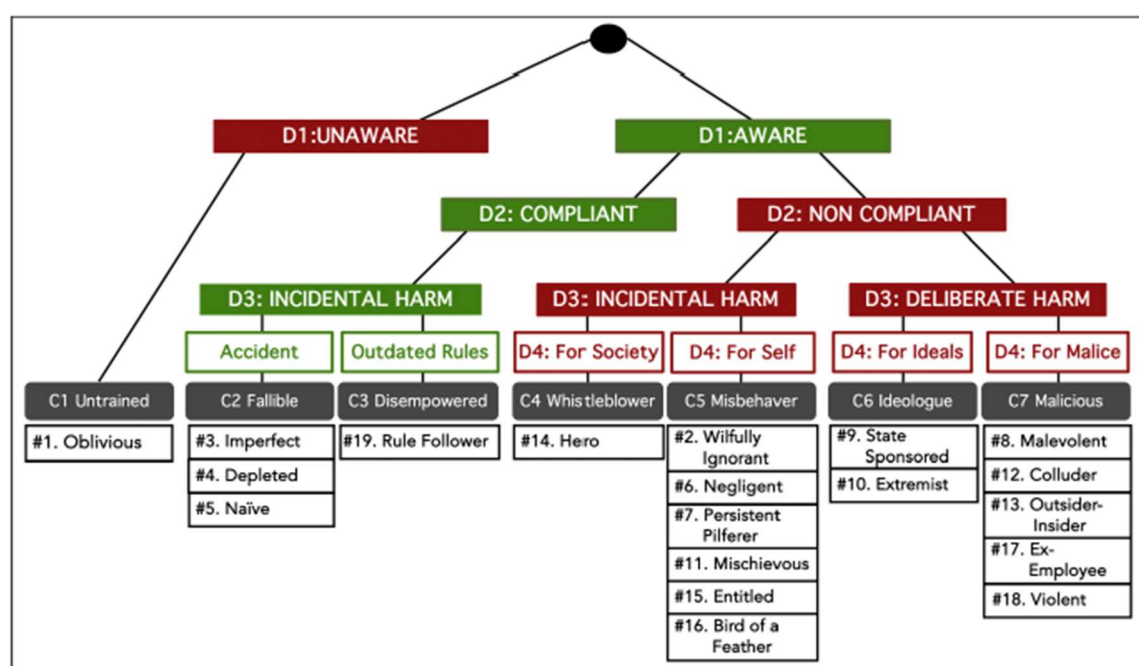 D1:UNAWARE
D1:AWARE
D2: COMPLIANT
D2: NON COMPLIANT
D3: INCIDENTAL HARM
D3: INCIDENTAL HARM
D3: DELIBERATE HARM
Accident
Outdated Rules
D4: For Society
D4: For Self
D4: For Ideals
D4: For Malice
C1 Untrained
C2 Fallible
C3 Disempowered
C4 Whistleblower
C5 Misbehaver
C6 Ideologue
C7 Malicious
#1. Oblivious
#3. Imperfect
#4. Depleted
#5. Naïve
#19. Rule Follower
#14. Hero
#2. Wilfully
Ignorant
#6. Negligent
#7. Persistent
Pilferer
#11. Mischievous
#15. Entitled
#16. Bird of a
Feather
#9. State
Sponsored
#10. Extremist
#8. Malevolent
#12. Colluder
#13. Outsider-
Insider
#17. Ex-
Employee
#18. Violent